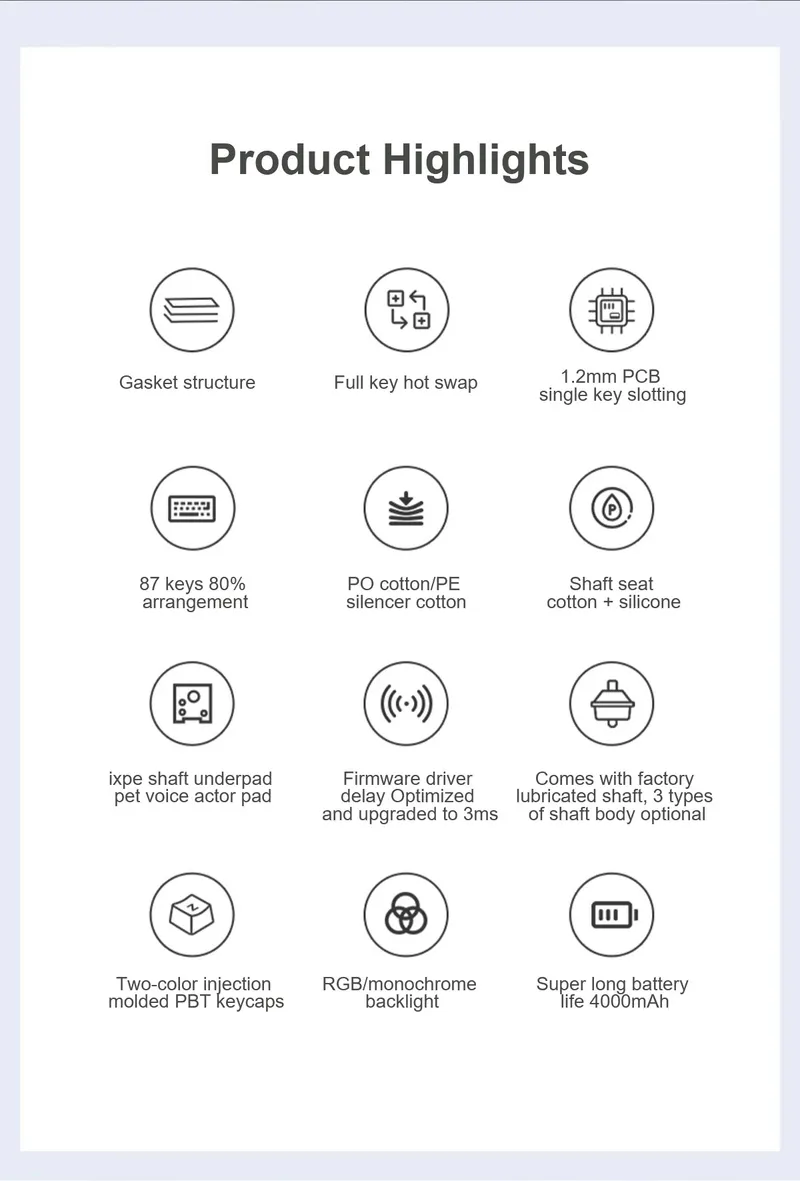 Product Highlights
Gasket structure
Full key hot swap
1.2mm PCB
single key slotting
87 keys 80%
arrangement
PO cotton/PE
silencer cotton
Shaft seat
cotton + silicone
P
ixpe shaft underpad
pet voice actor pad
Firmware driver
delay Optimized
and upgraded to 3ms
Comes with factory
lubricated shaft, 3 types
of shaft body optional
Two-color injection
molded PBT keycaps
RGB/monochrome
backlight
Super long battery
life 4000mAh